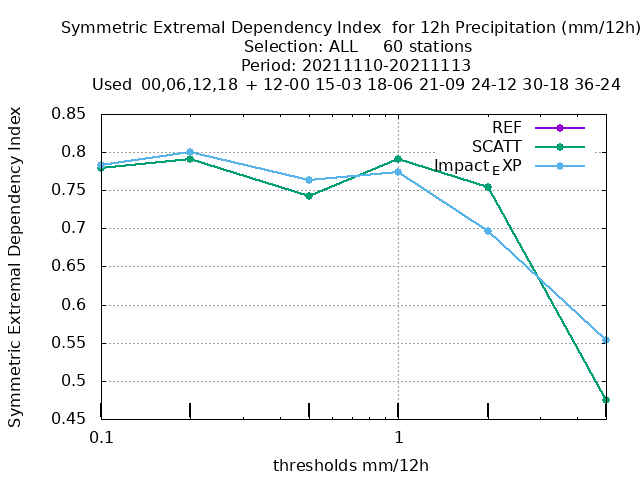 Symmetric Extremal Dependency Index  for 12h Precipitation (mm/12h)
Selection: ALL     60 stations
Period: 20211110-20211113
Used  00,06,12,18  + 12-00 15-03 18-06 21-09 24-12 30-18 36-24
Symmetric Extremal Dependency Index
0.85
0.8
0.75
0.7
0.65
0.6
0.55
0.5
0.45
REF
SCATT
Impact_EXP
0.1
1
thresholds mm/12h